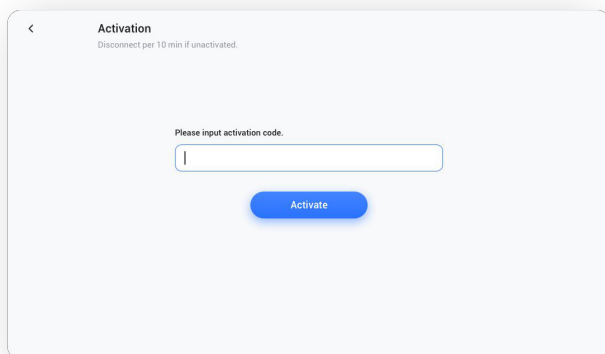 Activation
Disconnect per 10 min if unactivated.
Please input activation code.
Activate